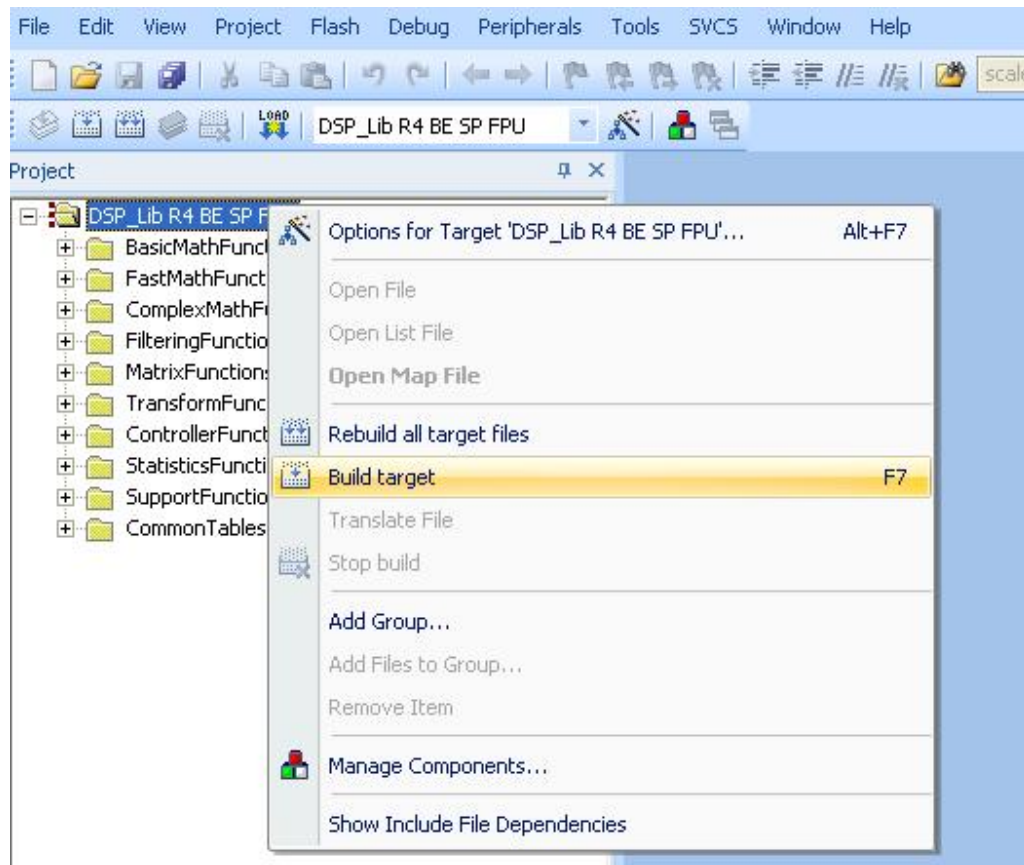 File Edit View Project Flash Debug Peripherals Tools SVCS Window Help
scale
LOAD DSP_Lib R4 BE SP FPU
Project
DSP_Lib R4 BE SP F
BasicMathFunct
FastMathFunct
ComplexMathFu
FilteringFunctio
MatrixFunctions
TransformFunc
ControllerFunct
StatisticsFuncti
SupportFunctio
CommonTables
Options for Target 'DSP_Lib R4 BE SP FPU'... Alt+F7
Open File
Open List File
Open Map File
Rebuild all target files
Build target F7
Translate File
Stop build
Add Group...
Add Files to Group...
Remove Item
Manage Components...
Show Include File Dependencies